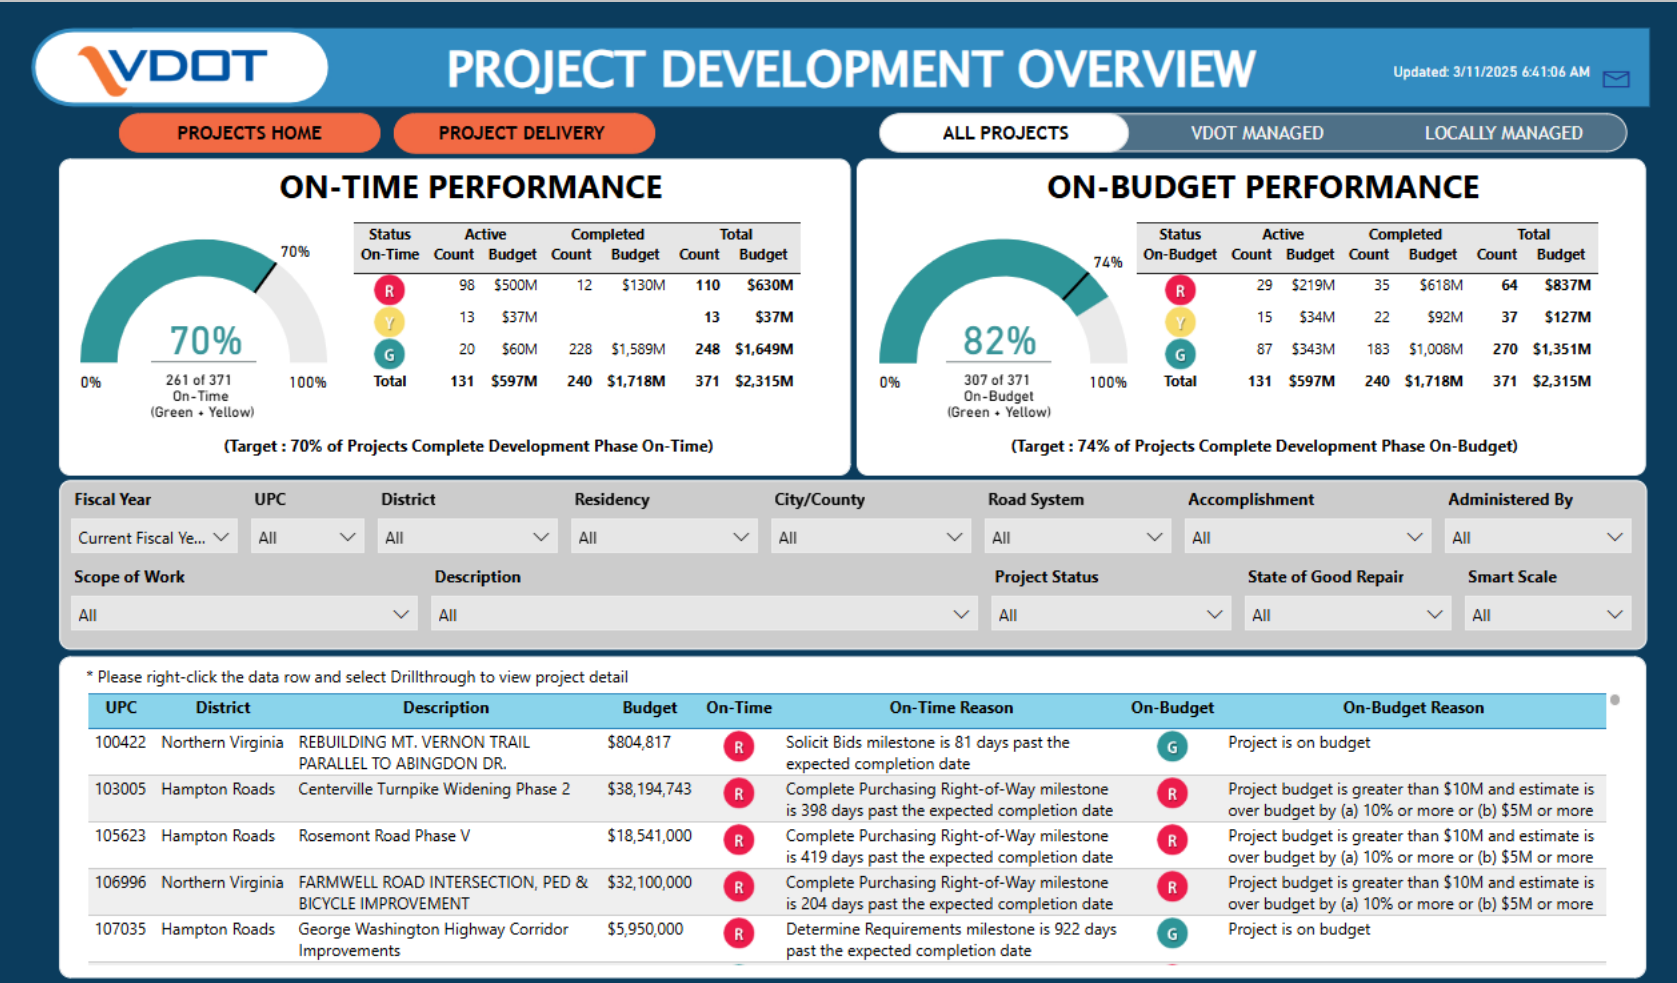 VDOT
PROJECT DEVELOPMENT OVERVIEW
Updated: 3/11/2025 6:41:06 AM
PROJECTS HOME
PROJECT DELIVERY
ALL PROJECTS
VDOT MANAGED
LOCALLY MANAGED
ON-TIME PERFORMANCE
70%
70%
0%
100%
261 of 371
On-Time
(Green + Yellow)
Status Active Completed Total
On-Time Count Budget Count Budget Count Budget
R 98 $500M 12 $130M 110 $630M
Y 13 $37M 13 $37M
G 20 $60M 228 $1,589M 248 $1,649M
Total 131 $597M 240 $1,718M 371 $2,315M
(Target : 70% of Projects Complete Development Phase On-Time)
ON-BUDGET PERFORMANCE
74%
82%
0%
100%
307 of 371
On-Budget
(Green + Yellow)
Status Active Completed Total
On-Budget Count Budget Count Budget Count Budget
R 29 $219M 35 $618M 64 $837M
Y 15 $34M 22 $92M 37 $127M
G 87 $343M 183 $1,008M 270 $1,351M
Total 131 $597M 240 $1,718M 371 $2,315M
(Target : 74% of Projects Complete Development Phase On-Budget)
Fiscal Year UPC District Residency City/County Road System Accomplishment Administered By
Current Fiscal Ye... All All All All All All All
Scope of Work Description Project Status State of Good Repair Smart Scale
All All All All All
* Please right-click the data row and select Drillthrough to view project detail
UPC District Description Budget On-Time On-Time Reason On-Budget On-Budget Reason
100422 Northern Virginia REBUILDING MT. VERNON TRAIL $804,817 R Solicit Bids milestone is 81 days past the G Project is on budget
PARALLEL TO ABINGDON DR. expected completion date
103005 Hampton Roads Centerville Turnpike Widening Phase 2 $38,194,743 R Complete Purchasing Right-of-Way milestone R Project budget is greater than $10M and estimate is
is 398 days past the expected completion date over budget by (a) 10% or more or (b) $5M or more
105623 Hampton Roads Rosemont Road Phase V $18,541,000 R Complete Purchasing Right-of-Way milestone R Project budget is greater than $10M and estimate is
is 419 days past the expected completion date over budget by (a) 10% or more or (b) $5M or more
106996 Northern Virginia FARMWELL ROAD INTERSECTION, PED & $32,100,000 R Complete Purchasing Right-of-Way milestone R Project budget is greater than $10M and estimate is
BICYCLE IMPROVEMENT is 204 days past the expected completion date over budget by (a) 10% or more or (b) $5M or more
107035 Hampton Roads George Washington Highway Corridor $5,950,000 R Determine Requirements milestone is 922 days G Project is on budget
Improvements past the expected completion date